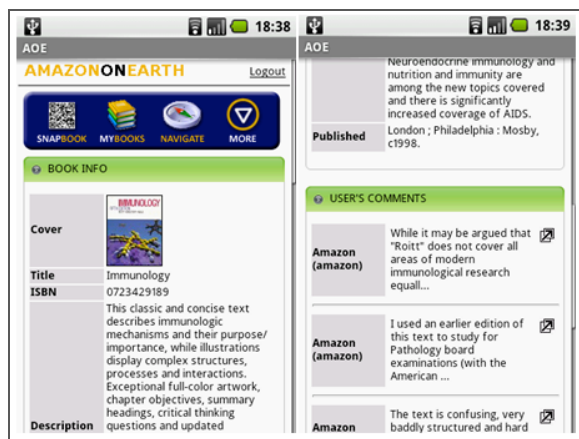 18:38
AOE
AMAZONONEARTH
Logout
SNAPBOOK MYBOOKS NAVIGATE MORE
BOOK INFO
Cover
IMMUNOLOGY
Title Immunology
ISBN 0723429189
Description
This classic and concise text
describes immunologic
mechanisms and their purpose/
importance, while illustrations
display complex structures,
processes and interactions.
Exceptional full-color artwork,
chapter objectives, summary
headings, critical thinking
questions and updated
18:39
AOE
Neuroendocrine immunology and
nutrition and immunity are
among the new topics covered
and there is significantly
increased coverage of AIDS.
Published
London ; Philadelphia : Mosby,
c1998.
USER'S COMMENTS
Amazon
(amazon)
While it may be argued that
"Roitt" does not cover all
areas of modern
immunological research
equall...
Amazon
(amazon)
I used an earlier edition of
this text to study for
Pathology board
examinations (with the
American ...
Amazon
The text is confusing, very
baddly structured and hard